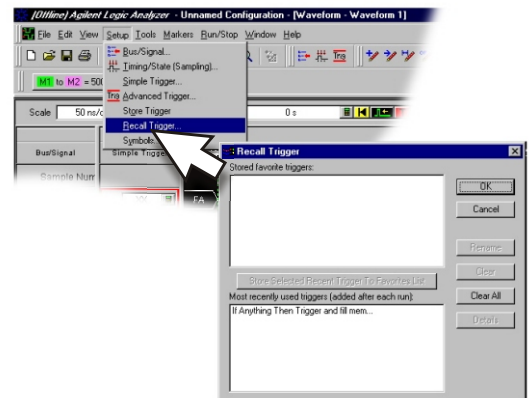 [Offline] Agilent Logic Analyzer - Unnamed Configuration - [Waveform - Waveform 1]
File Edit View Setup Tools Markers Run/Stop Window Help
Bus/Signal...
Timing/State (Sampling)...
Simple Trigger...
Advanced Trigger...
Store Trigger
Recall Trigger...
Symbols...
M1 to M2 = 500
Scale 50 ns/ 0 s
Bus/Signal Simple Trigger
Sample Num
FA
Recall Trigger
Stored favorite triggers:
OK
Cancel
Rename
Clear
Store Selected Recent Trigger To Favorites List
Most recently used triggers (added after each run):
Clear All
If Anything Then Trigger and fill mem...
Details